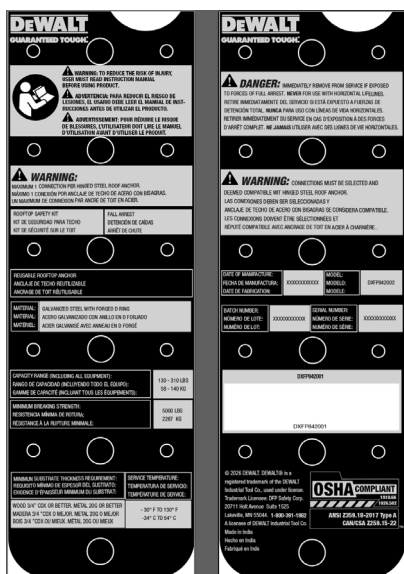 DEWALT
GUARANTEED TOUGH.
WARNING: TO REDUCE THE RISK OF INJURY,
USER MUST READ INSTRUCTION MANUAL
BEFORE USING PRODUCT.
ADVERTENCIA: PARA REDUCIR EL RIESGO DE
LESIONES, EL USARIO DEBE LEER EL MANUAL DE INST-
RUCCIONES ANTES DE UTILIZAR EL PRODUCTO.
ADVERTISSEMENT: POUR RÉDUIRE LE RISQUE
DE BLESSURES, L'UTILISATEUR DOIT LIRE LE MANUEL
D'UTILISATION AVANT D'UTILISER LE PRODUIT.
WARNING:
MAXIMUM 1 CONNECTION PER HINGED STEEL ROOF ANCHOR.
MÁXIMO 1 CONEXIÓN POR ANCLAJE DE TECHO DE ACERO CON BISAGRAS.
UN MAXIMUM DE CONNEXION PAR ANCRE DE TOIT EN ACIER.
ROOFTOP SAFETY KIT
KIT DE SEGURIDAD PARA TECHO
KIT DE SÉCURITÉ SUR LE TOIT
FALL ARREST
DETENCIÓN DE CAÍDAS
ARRÊT DE CHUTE
REUSABLE ROOFTOP ANCHOR
ANCLAJE DE TECHO REUTILIZABLE
ANCRAGE DE TOIT RÉUTILISABLE
MATERIAL: GALVANIZED STEEL WITH FORGED D RING
MATERIAL: ACERO GALVANIZADO CON ANILLO EN D FORJADO
MATÉRIEL: ACIER GALVANISÉ AVEC ANNEAU EN D FORGÉ
CAPACITY RANGE (INCLUDING ALL EQUIPMENT):
RANGO DE CAPACIDAD (INCLUYENDO TODO EL EQUIPO):
GAMME DE CAPACITÉ (INCLUANT TOUS LES ÉQUIPEMENTS):
130 - 310 LBS
58 - 140 KG
MINIMUM BREAKING STRENGTH:
RESISTENCIA MÍNIMA DE ROTURA:
RÉSISTANCE À LA RUPTURE MINIMALE:
5000 LBS
2267 KG
MINIMUM SUBSTRATE THICKNESS REQUIREMENT:
REQUISITO MÍNIMO DE ESPESOR DEL SUSTRATO:
EXIGENCE D'ÉPAISSEUR MINIMUM DU SUBSTRAT:
SERVICE TEMPERATURE:
TEMPERATURA DE SERVICIO:
TEMPÉRATURE DE SERVICE:
WOOD 3/4" CDX OR BETTER. METAL 20G OR BETTER
MADERA 3/4 "CDX O MEJOR. METAL 20G O MEJO
BOIS 3/4 "CDX OU MIEUX. METAL 20G OU MIEUX
- 30° F TO 130° F
-34° C TO 54° C
DEWALT
GUARANTEED TOUGH.
DANGER: IMMEDIATELY REMOVE FROM SERVICE IF EXPOSED
TO FORCES OF FULL ARREST. NEVER FOR USE WITH HORIZONTAL LIFELINES.
RETIRE INMEDIATAMENTE DEL SERVICIO SI ESTÁ EXPUESTO A FUERZAS DE
DETENCIÓN TOTAL. NUNCA PARA USO CON LÍNEAS DE VIDA HORIZONTALES.
RETIRER IMMÉDIATEMENT DU SERVICE EN CAS D'EXPOSITION À DES FORCES
D'ARRÊT COMPLET. NE JAMAIS UTILISER AVEC DES LIGNES DE VIE HORIZONTALES.
WARNING: CONNECTIONS MUST BE SELECTED AND
DEEMED COMPATIBLE WIT HINGED STEEL ROOF ANCHOR.
LAS CONEXIONES DEBEN SER SELECCIONADAS Y
ANCLAJE DE TECHO DE ACERO CON BISAGRAS SE CONSIDERA COMPATIBLE.
LES CONNEXIONS DOIVENT ÊTRE SÉLECTIONNÉES ET
RÉPUTÉ COMPATIBLE AVEC ANCRAGE DE TOIT EN ACIER À CHARNIÈRE.
DATE OF MANUFACTURE:
FECHA DE MANUFACTURA:
DATE DE FABRICATION:
XXXXXXXXXXX
MODEL:
MODELO:
MODÈLE:
DXFP842002
BATCH NUMBER:
NÚMERO DE LOTE:
NUMÉRO DE LOT:
XXXXXXXXXXX
SERIAL NUMBER:
NÚMERO DE SERIE:
NUMÉRO DE SÉRIE:
XXXXXXXXXXX
DXFP842001
DXFP842001
© 2026 DEWALT. DEWALT® is a
registered trademark of the DEWALT
Industrial Tool Co., used under license.
Trademark Licensee: DFP Safety Corp.
20711 Holt Avenue Suite 1525
Lakeville, MN 55044. 1-800-391-1962
A licensee of DEWALT Industrial Tool Co.
Made in India
Hecho en India
Fabriqué en Inde
OSHA COMPLIANT
1910.66
1926.502
ANSI Z359.18-2017 Type A
CAN/CSA Z259.15-22